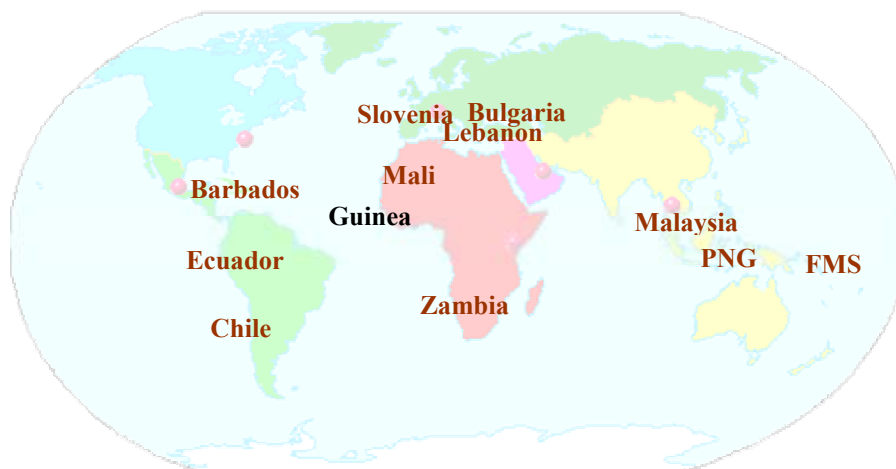 Slovenia
Bulgaria
Lebanon
Mali
Barbados
Guinea
Malaysia
Ecuador
PNG
FMS
Zambia
Chile